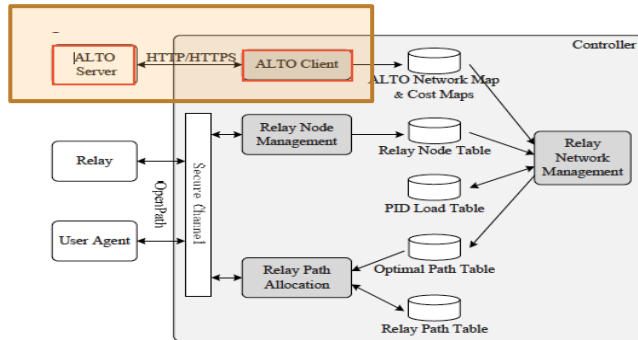 Controller
ALTO
Server
HTTP/HTTPS
ALTO Client
ALTO Network Map
& Cost Maps
Relay Node
Management
Relay Node Table
Relay
Network
Management
Relay
OpenPath
Secure Channel
PID Load Table
User Agent
Relay Path
Allocation
Optimal Path Table
Relay Path Table